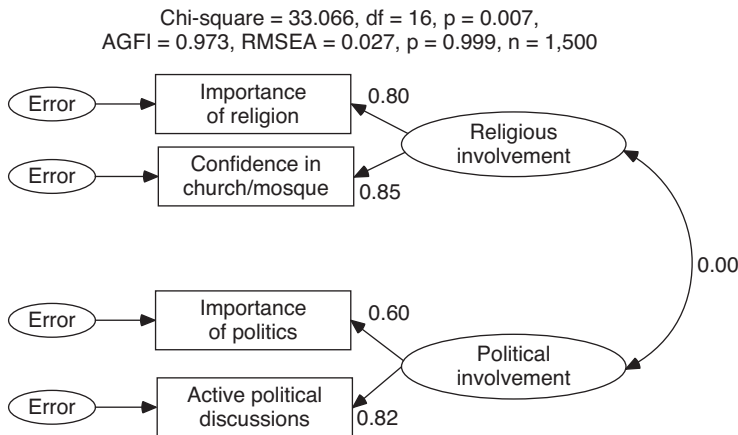 Chi-square = 33.066, df = 16, p = 0.007,
AGFI = 0.973, RMSEA = 0.027, p = 0.999, n = 1,500
Error
Importance
of religion
0.80
Religious
involvement
Error
Confidence in
church/mosque
0.85
0.00
Error
Importance
of politics
0.60
Political
involvement
Error
Active political
discussions
0.82